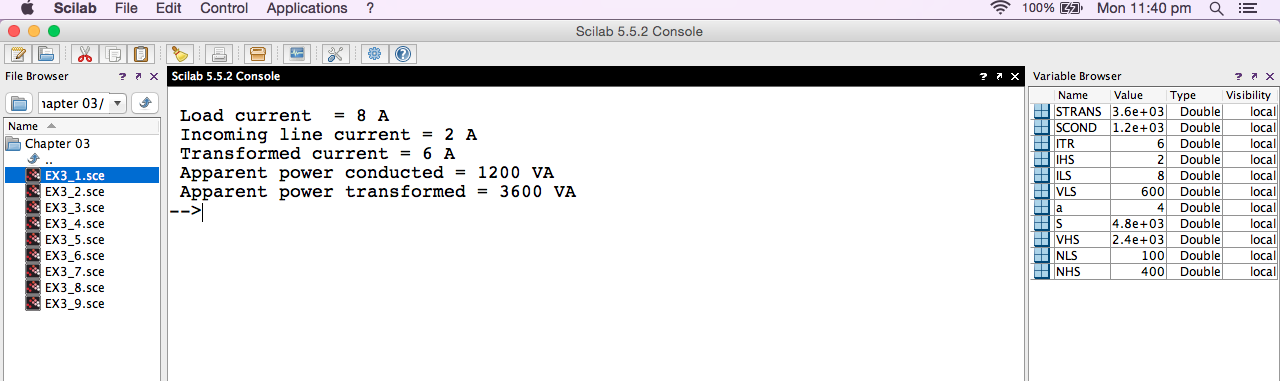 Scilab File Edit Control Applications ? 100% Mon 11:40 pm
Scilab 5.5.2 Console
File Browser ? Scilab 5.5.2 Console ? Variable Browser ?
hapter 03/
Name
Chapter 03
..
EX3_1.sce
EX3_2.sce
EX3_3.sce
EX3_4.sce
EX3_5.sce
EX3_6.sce
EX3_7.sce
EX3_8.sce
EX3_9.sce
Load current  = 8 A
Incoming line current = 2 A
Transformed current = 6 A
Apparent power conducted = 1200 VA
Apparent power transformed = 3600 VA
-->
Name Value Type Visibility
STRANS 3.6e+03 Double local
SCOND 1.2e+03 Double local
ITR 6 Double local
IHS 2 Double local
ILS 8 Double local
VLS 600 Double local
a 4 Double local
S 4.8e+03 Double local
VHS 2.4e+03 Double local
NLS 100 Double local
NHS 400 Double local